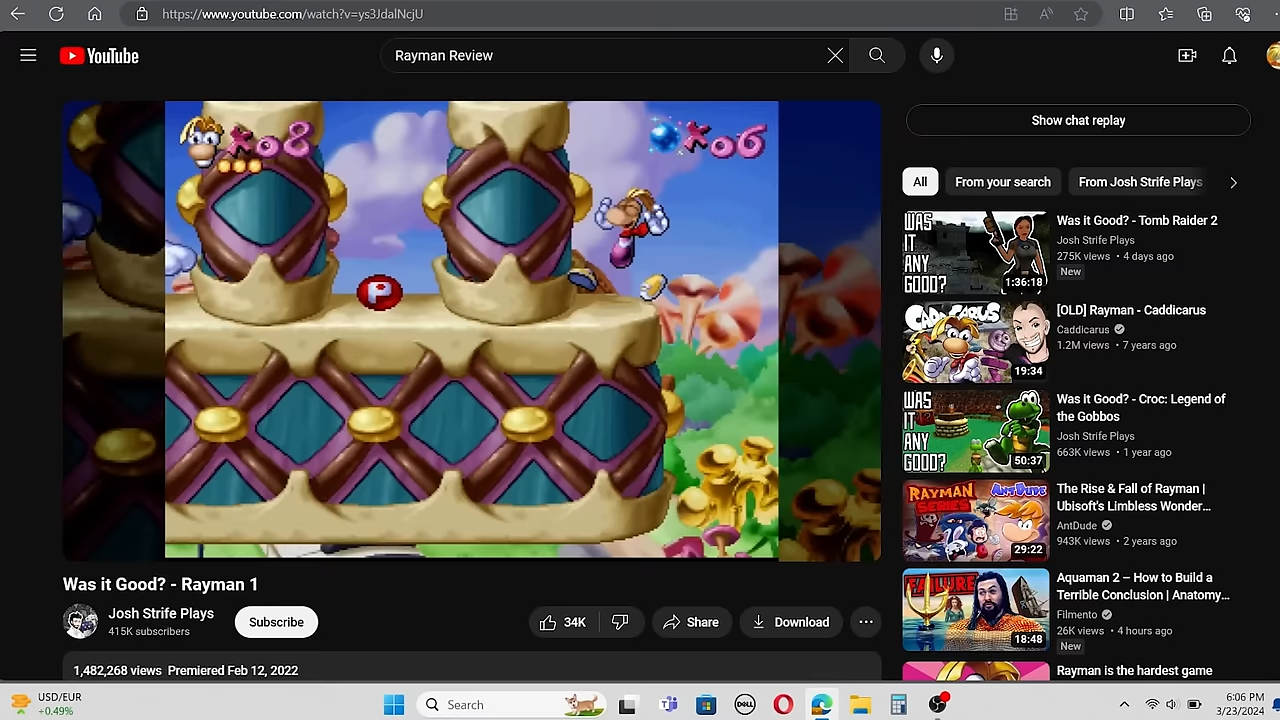 https://www.youtube.com/watch?v=ys3JdalNcjU
YouTube
Rayman Review
x08
x06
P
Was it Good? - Rayman 1
Josh Strife Plays
415K subscribers
Subscribe
34K
Share
Download
1,482,268 views Premiered Feb 12, 2022
Show chat replay
All
From your search
From Josh Strife Plays
WAS
IT
ANY
GOOD?
1:36:18
Was it Good? - Tomb Raider 2
Josh Strife Plays
275K views • 4 days ago
New
CADDICARUS
19:34
[OLD] Rayman - Caddicarus
Caddicarus
1.2M views • 7 years ago
WAS
IT
ANY
GOOD?
50:37
Was it Good? - Croc: Legend of
the Gobbos
Josh Strife Plays
663K views • 1 year ago
RAYMAN
SERIES
ANTDUDE
29:22
The Rise & Fall of Rayman |
Ubisoft's Limbless Wonder...
AntDude
943K views • 2 years ago
FAILURE
18:48
Aquaman 2 – How to Build a
Terrible Conclusion | Anatomy...
Filmento
26K views • 4 hours ago
New
Rayman is the hardest game
USD/EUR
+0.49%
Search
DELL
6:06 PM
3/23/2024